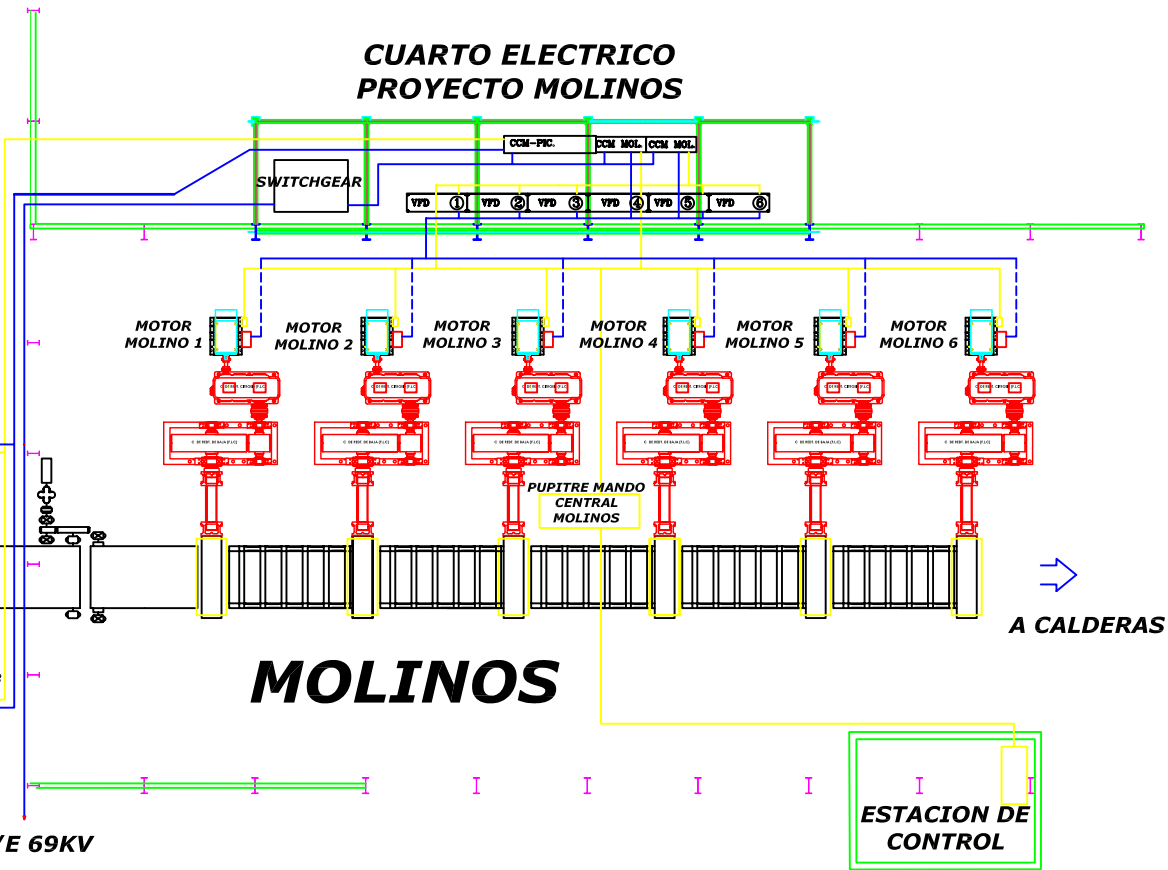 CUARTO ELECTRICO
PROYECTO MOLINOS
CCM-PIC.
CCM MOL.
CCM MOL.
SWITCHGEAR
VFD 1
VFD 2
VFD 3
VFD 4
VFD 5
VFD 6
MOTOR
MOLINO 1
MOTOR
MOLINO 2
MOTOR
MOLINO 3
MOTOR
MOLINO 4
MOTOR
MOLINO 5
MOTOR
MOLINO 6
PUPITRE MANDO
CENTRAL
MOLINOS
A CALDERAS
MOLINOS
ESTACION DE
CONTROL
/E 69KV